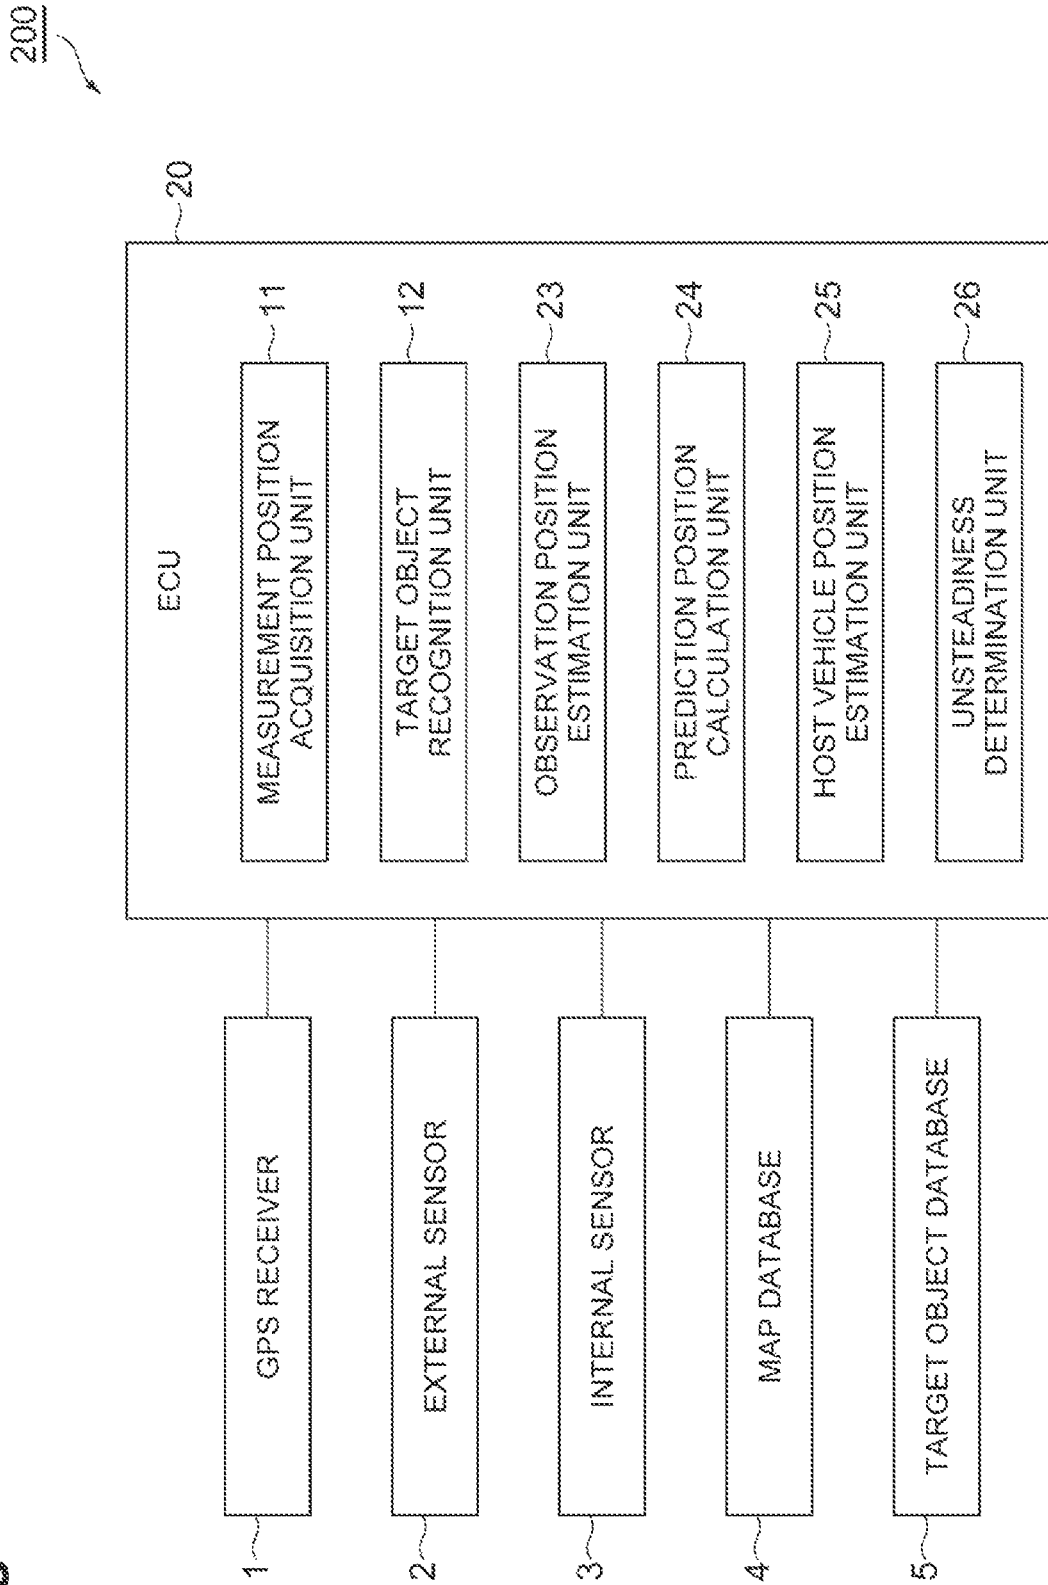 200
20
ECU
1
GPS RECEIVER
2
EXTERNAL SENSOR
3
INTERNAL SENSOR
4
MAP DATABASE
5
TARGET OBJECT DATABASE
MEASUREMENT POSITION
ACQUISITION UNIT
11
TARGET OBJECT
RECOGNITION UNIT
12
OBSERVATION POSITION
ESTIMATION UNIT
23
PREDICTION POSITION
CALCULATION UNIT
24
HOST VEHICLE POSITION
ESTIMATION UNIT
25
UNSTEADINESS
DETERMINATION UNIT
26